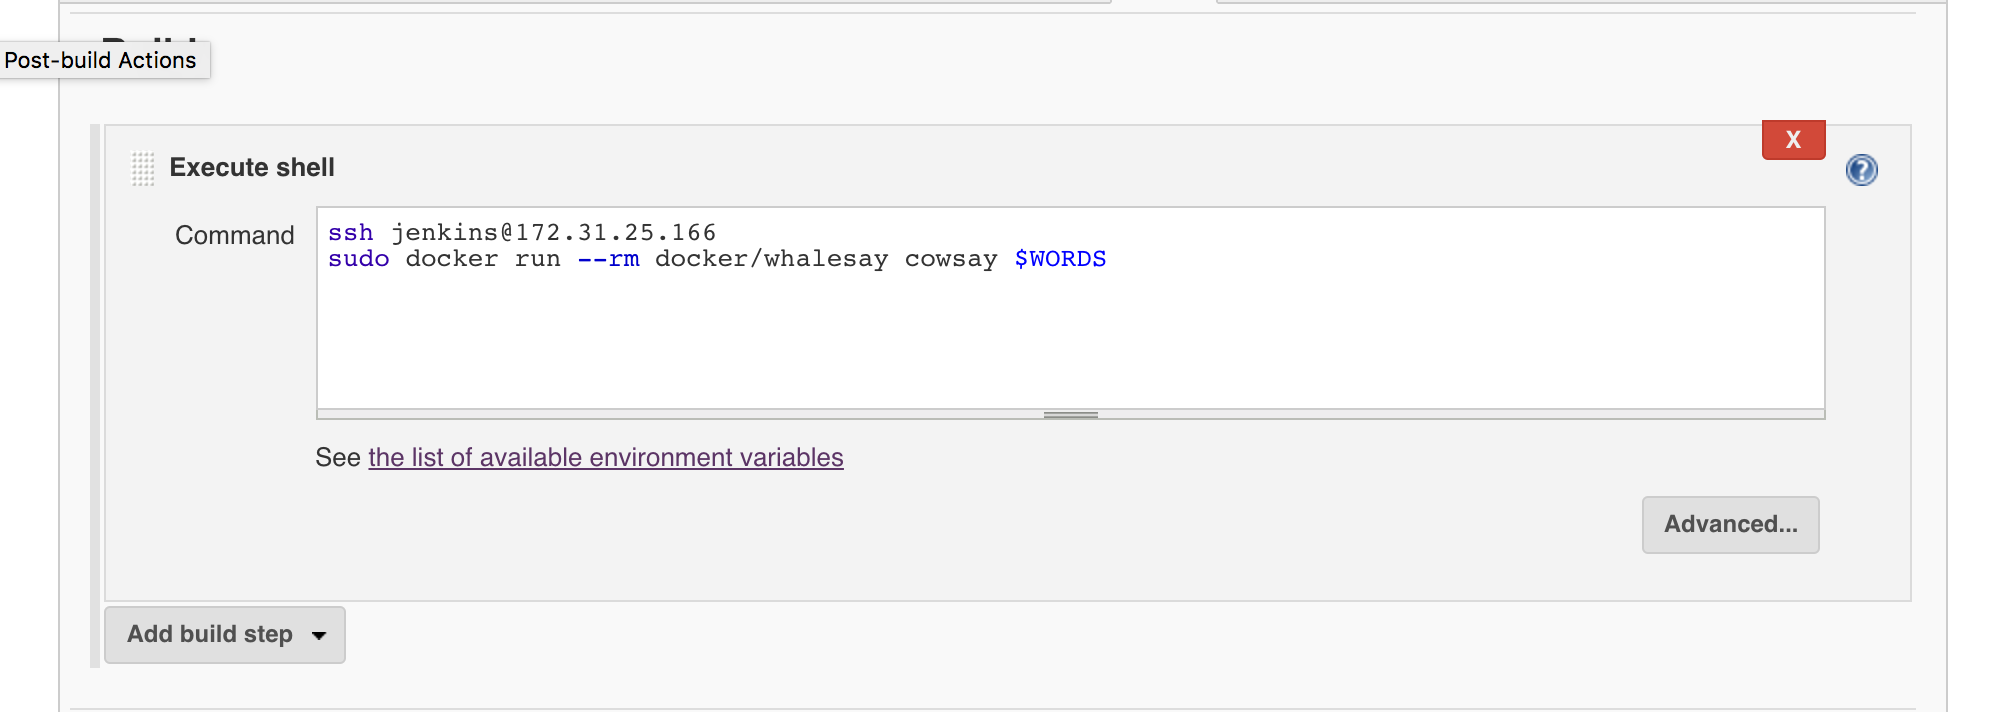 Post-build Actions
X
Execute shell
?
Command
ssh jenkins@172.31.25.166
sudo docker run --rm docker/whalesay cowsay $WORDS
See the list of available environment variables
Advanced...
Add build step